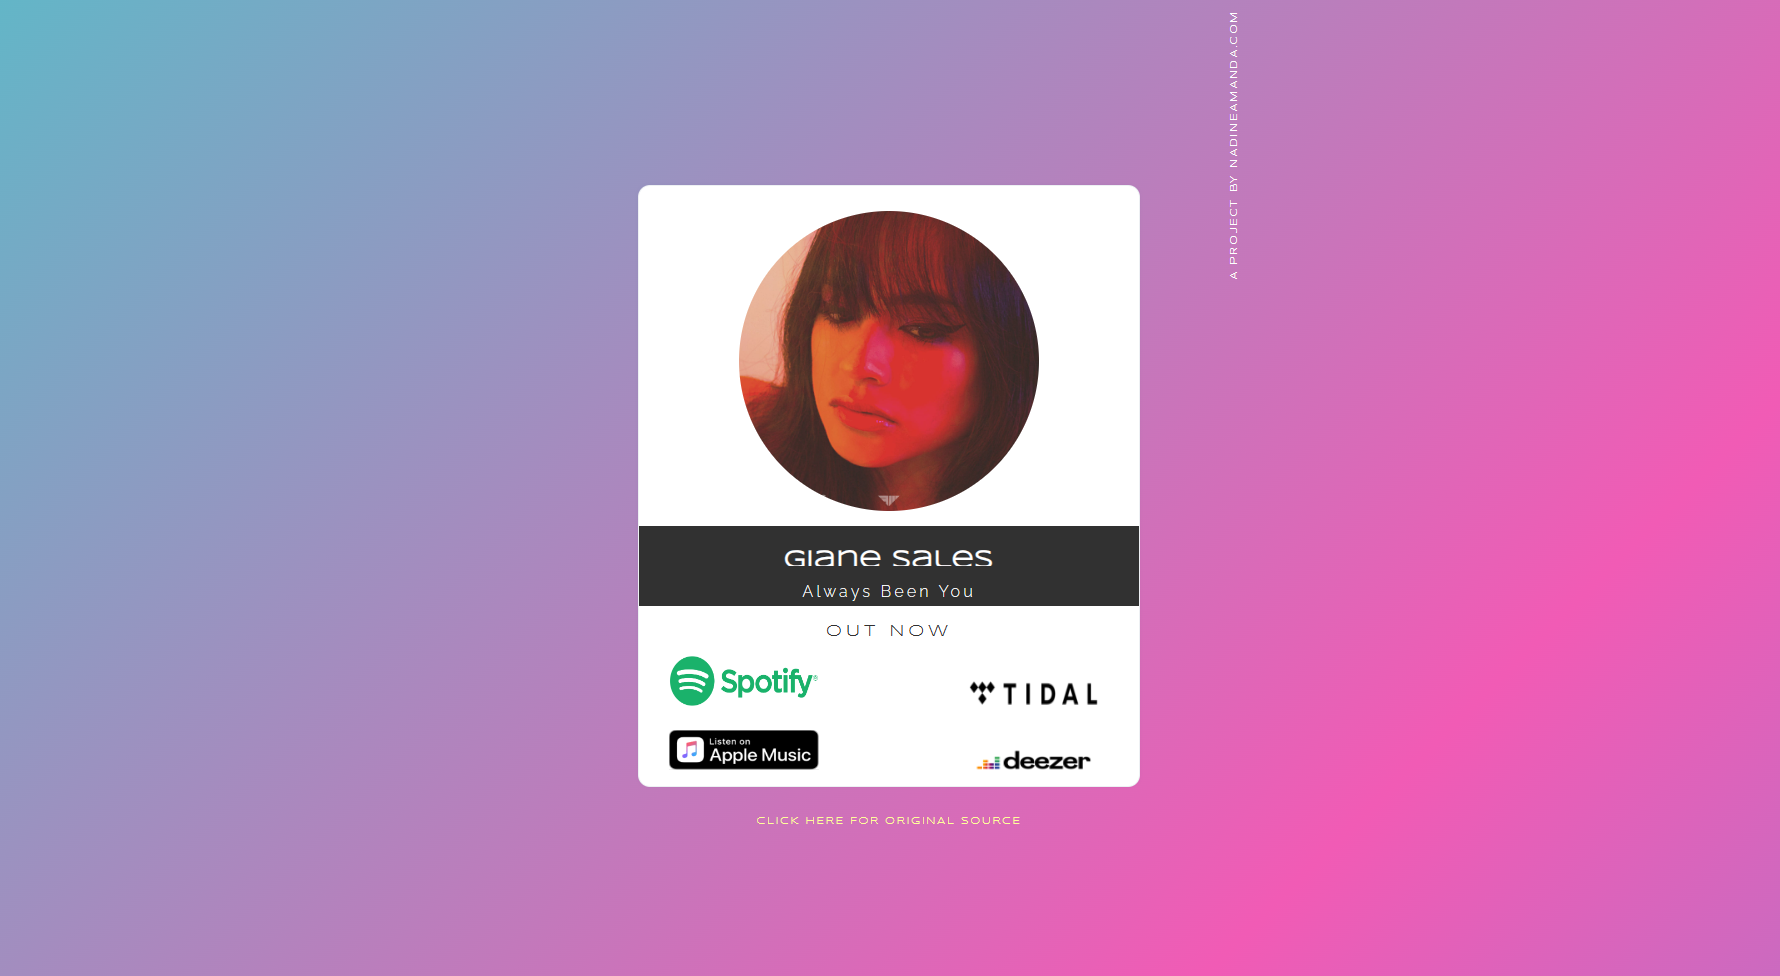 A PROJECT BY NADINEAMANDA.COM
Giane Sales
Always Been You
OUT NOW
Spotify®
TIDAL
Listen on
Apple Music
deezer
CLICK HERE FOR ORIGINAL SOURCE